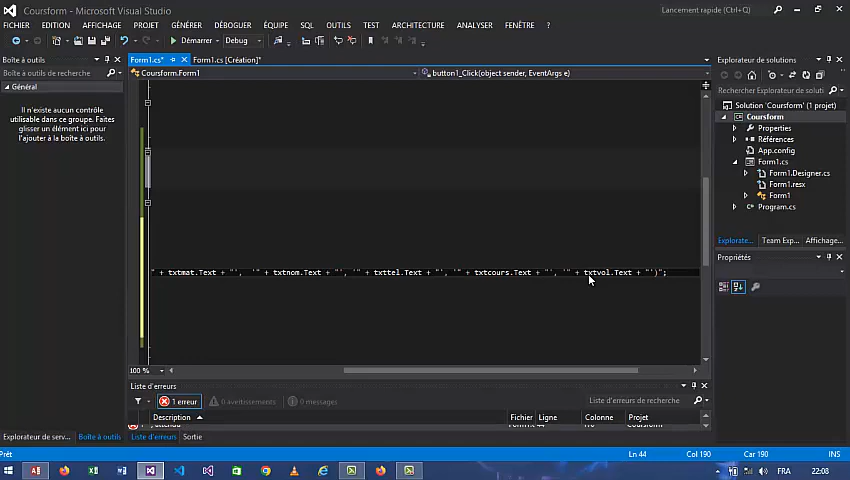 Coursform - Microsoft Visual Studio
Lancement rapide (Ctrl+Q)
FICHIER EDITION AFFICHAGE PROJET GÉNÉRER DÉBOGUER ÉQUIPE SQL OUTILS TEST ARCHITECTURE ANALYSER FENÊTRE ?
Démarrer Debug
Boîte à outils
Form1.cs* Form1.cs [Création]*
Explorateur de solutions
Boîte à outils de recherche
Coursform.Form1
button1_Click(object sender, EventArgs e)
Général
Il n'existe aucun contrôle
utilisable dans ce groupe. Faites
glisser un élément ici pour
l'ajouter à la boîte à outils.
Rechercher Explorateur de solutions
Solution 'Coursform' (1 projet)
Coursform
Properties
Références
App.config
Form1.cs
Form1.Designer.cs
Form1.resx
Form1
Program.cs
Explorate... Team Exp... Affichage...
Propriétés
" + txtmat.Text + "', '" + txtnom.Text + "', '" + txttel.Text + "', '" + txtcours.Text + "', '" + txtvol.Text + "')";
100 %
Liste d'erreurs
1 erreur 0 avertissements 0 messages
Liste d'erreurs de recherche
Description Fichier Ligne Colonne Projet
Explorateur de serv... Boîte à outils
Liste d'erreurs Sortie
Prêt Ln 44 Col 190 Car 190 INS
FRA 22:08